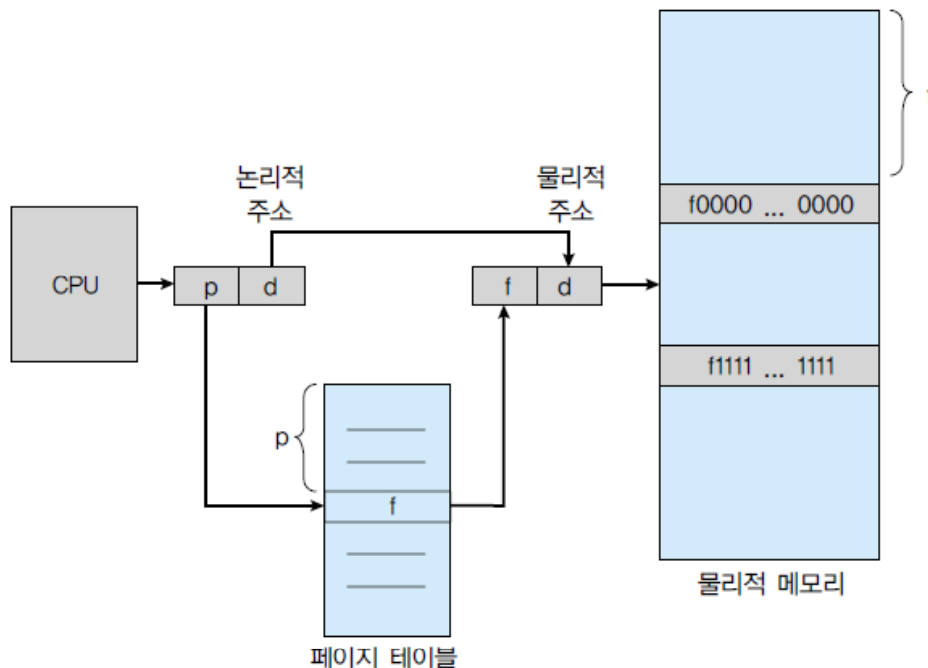 논리적
주소
물리적
주소
CPU
p d
f d
f0000 ... 0000
f1111 ... 1111
p
f
물리적 메모리
페이지 테이블